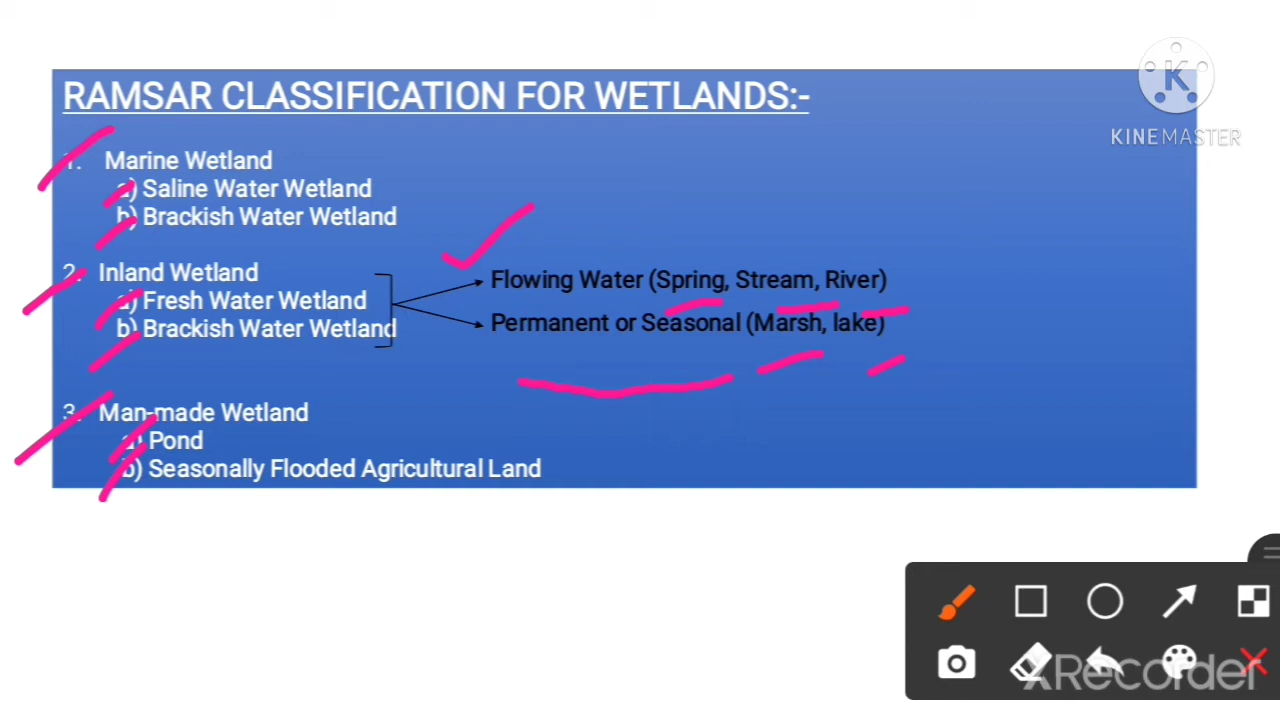 RAMSAR CLASSIFICATION FOR WETLANDS:-
K
KINEMASTER
1. Marine Wetland
a) Saline Water Wetland
b) Brackish Water Wetland
2. Inland Wetland
a) Fresh Water Wetland
b) Brackish Water Wetland
Flowing Water (Spring, Stream, River)
Permanent or Seasonal (Marsh, lake)
3. Man-made Wetland
a) Pond
b) Seasonally Flooded Agricultural Land
XRecorder